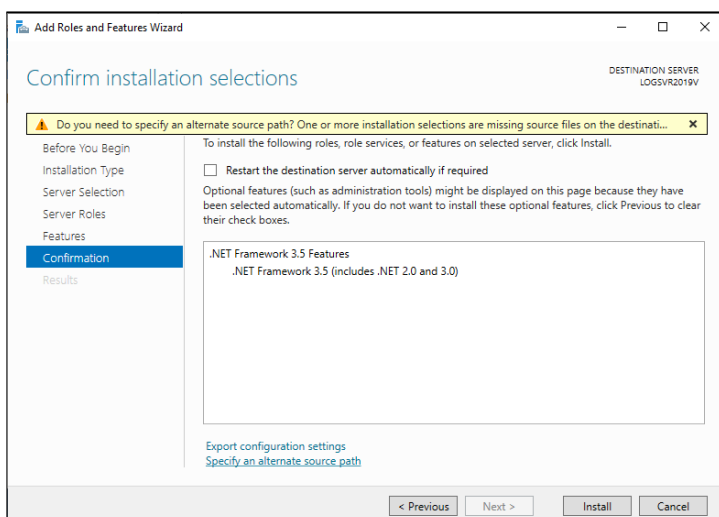 Add Roles and Features Wizard
Confirm installation selections
DESTINATION SERVER
LOGSVR2019V
Do you need to specify an alternate source path? One or more installation selections are missing source files on the destinati...
Before You Begin
Installation Type
Server Selection
Server Roles
Features
Confirmation
Results
To install the following roles, role services, or features on selected server, click Install.
Restart the destination server automatically if required
Optional features (such as administration tools) might be displayed on this page because they have
been selected automatically. If you do not want to install these optional features, click Previous to clear
their check boxes.
.NET Framework 3.5 Features
.NET Framework 3.5 (includes .NET 2.0 and 3.0)
Export configuration settings
Specify an alternate source path
< Previous
Next >
Install
Cancel